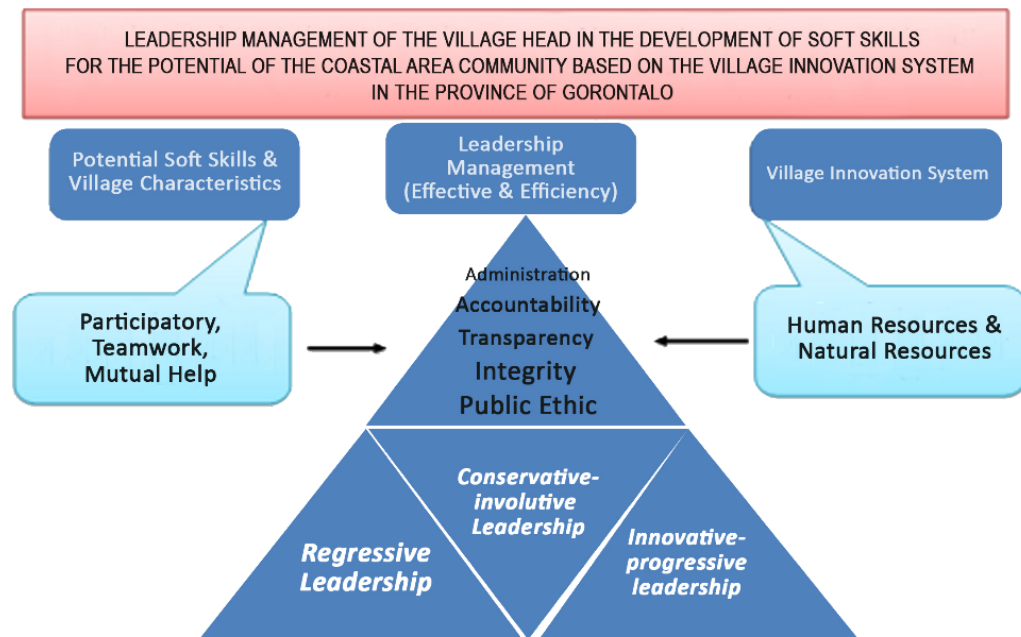 LEADERSHIP MANAGEMENT OF THE VILLAGE HEAD IN THE DEVELOPMENT OF SOFT SKILLS
FOR THE POTENTIAL OF THE COASTAL AREA COMMUNITY BASED ON THE VILLAGE INNOVATION SYSTEM
IN THE PROVINCE OF GORONTALO
Potential Soft Skills &
Village Characteristics
Leadership
Management
(Effective & Efficiency)
Village Innovation System
Participatory,
Teamwork,
Mutual Help
Administration
Accountability
Transparency
Integrity
Public Ethic
Human Resources &
Natural Resources
Regressive
Leadership
Conservative-
involutive
Leadership
Innovative-
progressive
leadership